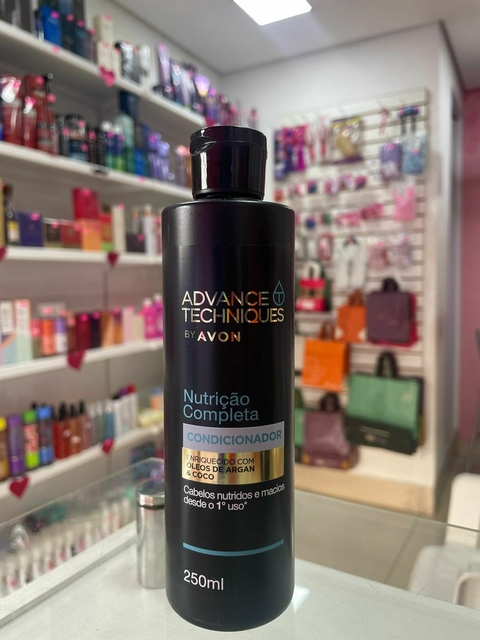 ADVANCE
TECHNIQUES
BY AVON
Nutrição
Completa
CONDICIONADOR
ENRIQUECIDO COM
ÓLEOS DE ARGAN
& COCO
Cabelos nutridos e macios
desde o 1º uso*
250ml